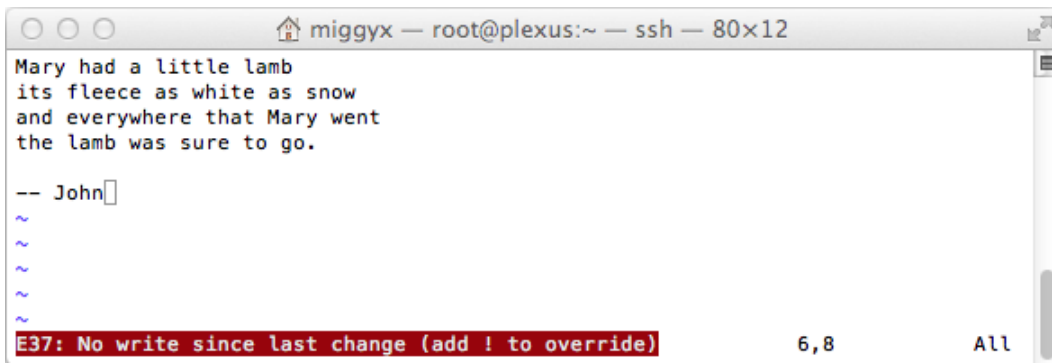 miggyx — root@plexus:~ — ssh — 80×12
Mary had a little lamb
its fleece as white as snow
and everywhere that Mary went
the lamb was sure to go.
-- John
~
~
~
~
~
E37: No write since last change (add ! to override) 6,8 All